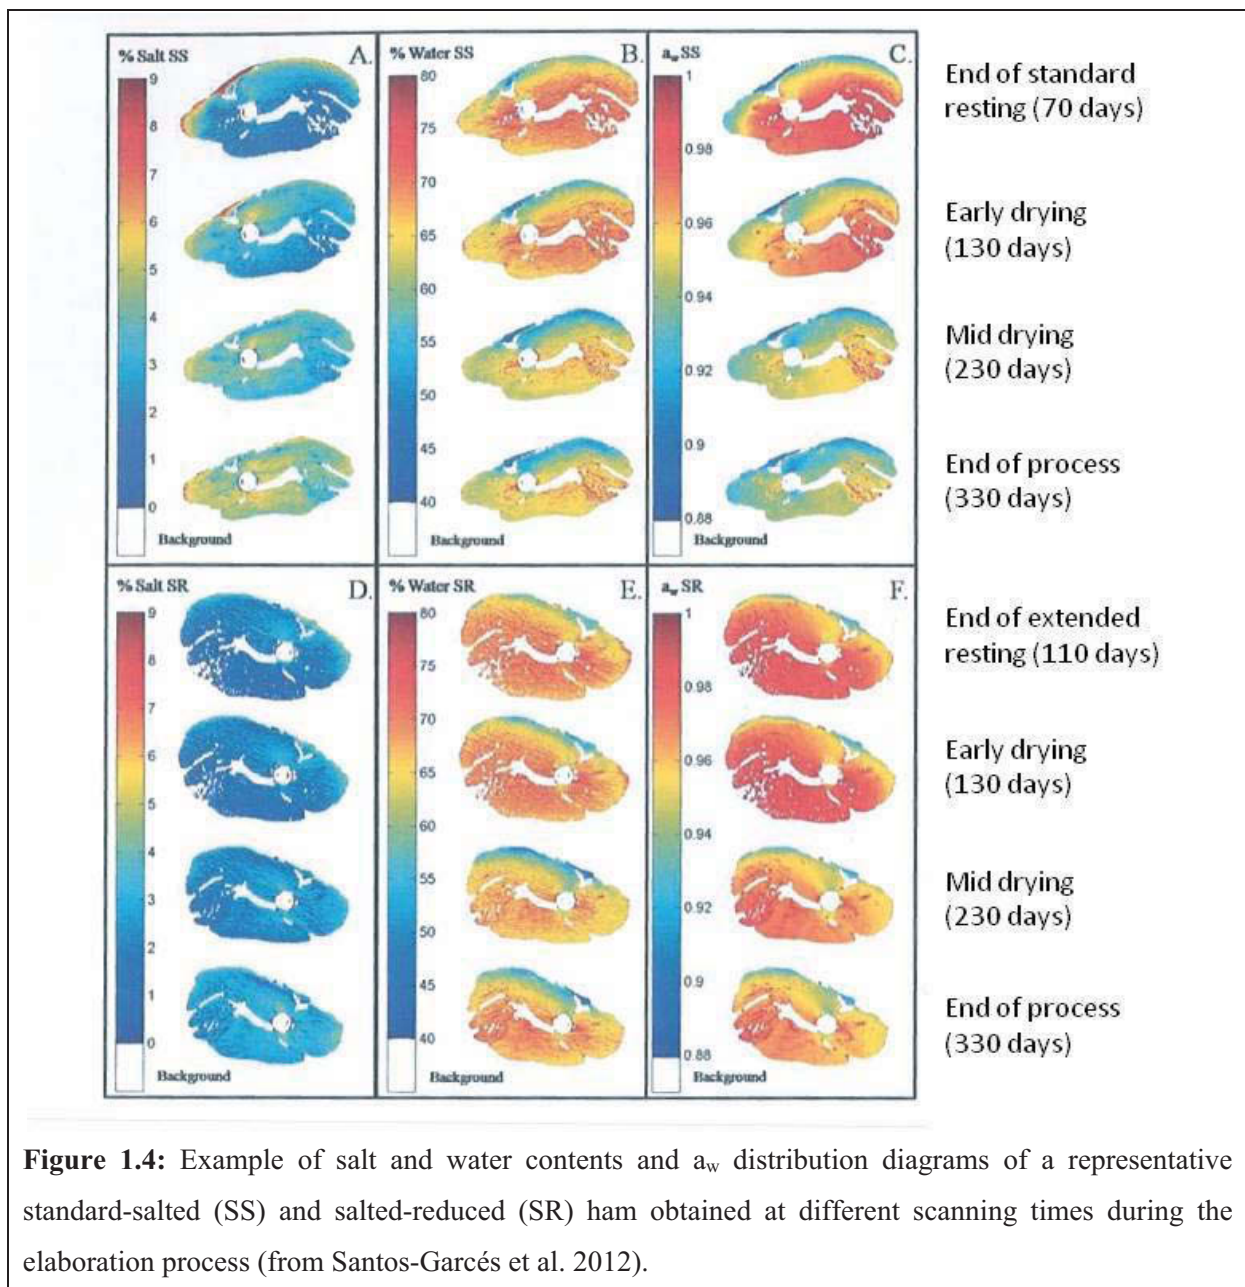 % Salt SS
A.
9
8
7
6
5
4
3
2
1
0
Background
% Water SS
B.
80
75
70
65
60
55
50
45
40
Background
a_w SS
C.
1
0.98
0.96
0.94
0.92
0.9
0.88
Background
End of standard
resting (70 days)
Early drying
(130 days)
Mid drying
(230 days)
End of process
(330 days)
% Salt SR
D.
9
8
7
6
5
4
3
2
1
0
Background
% Water SR
E.
80
75
70
65
60
55
50
45
40
Background
a_w SR
F.
1
0.98
0.96
0.94
0.92
0.9
0.88
Background
End of extended
resting (110 days)
Early drying
(130 days)
Mid drying
(230 days)
End of process
(330 days)
Figure 1.4: Example of salt and water contents and a_w distribution diagrams of a representative
standard-salted (SS) and salted-reduced (SR) ham obtained at different scanning times during the
elaboration process (from Santos-Garcés et al. 2012).